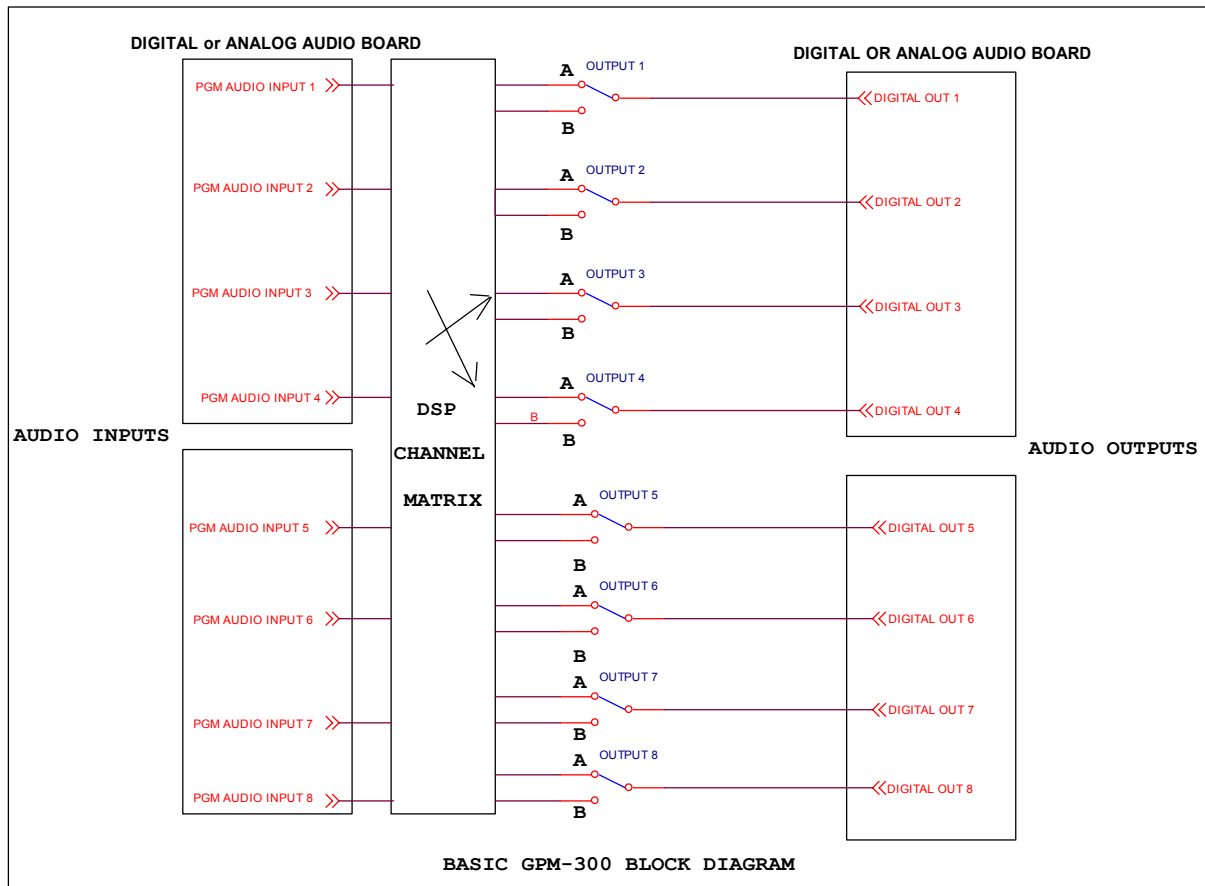 DIGITAL or ANALOG AUDIO BOARD
DIGITAL OR ANALOG AUDIO BOARD
PGM AUDIO INPUT 1
A
OUTPUT 1
B
DIGITAL OUT 1
PGM AUDIO INPUT 2
A
OUTPUT 2
B
DIGITAL OUT 2
PGM AUDIO INPUT 3
A
OUTPUT 3
B
DIGITAL OUT 3
PGM AUDIO INPUT 4
A
OUTPUT 4
B
B
DIGITAL OUT 4
DSP
CHANNEL
MATRIX
AUDIO INPUTS
AUDIO OUTPUTS
PGM AUDIO INPUT 5
A
OUTPUT 5
B
DIGITAL OUT 5
PGM AUDIO INPUT 6
A
OUTPUT 6
B
DIGITAL OUT 6
PGM AUDIO INPUT 7
A
OUTPUT 7
B
DIGITAL OUT 7
PGM AUDIO INPUT 8
A
OUTPUT 8
B
DIGITAL OUT 8
BASIC GPM-300 BLOCK DIAGRAM